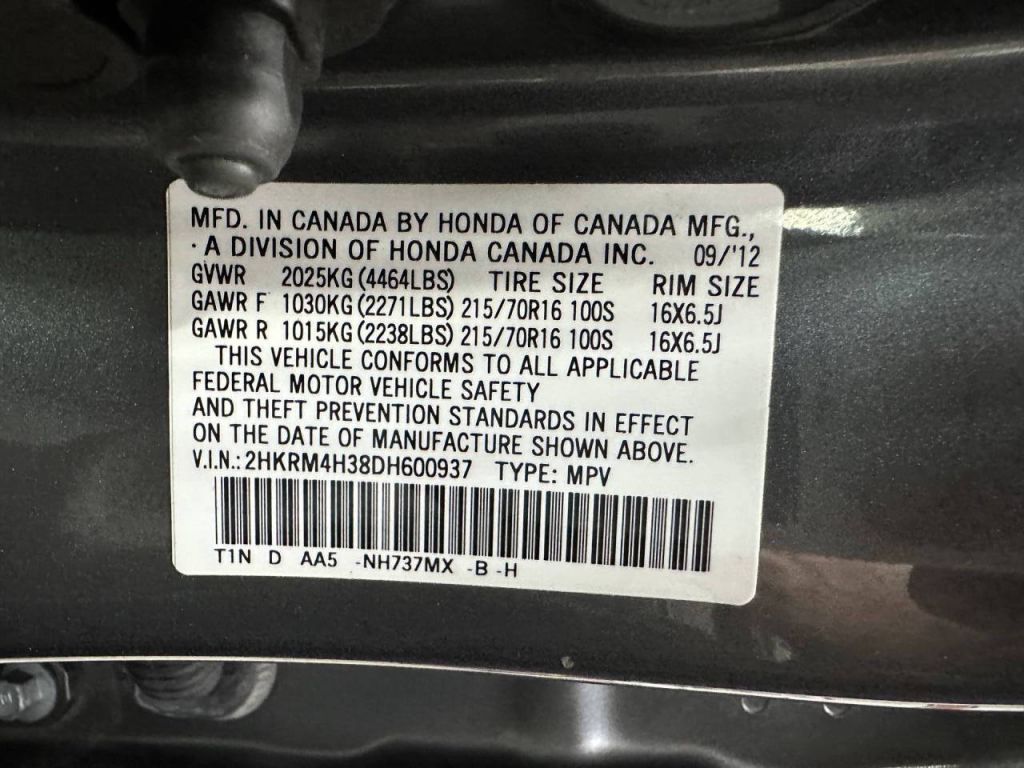 MFD. IN CANADA BY HONDA OF CANADA MFG.,
· A DIVISION OF HONDA CANADA INC. 09/'12
GVWR 2025KG (4464LBS) TIRE SIZE RIM SIZE
GAWR F 1030KG (2271LBS) 215/70R16 100S 16X6.5J
GAWR R 1015KG (2238LBS) 215/70R16 100S 16X6.5J
THIS VEHICLE CONFORMS TO ALL APPLICABLE
FEDERAL MOTOR VEHICLE SAFETY
AND THEFT PREVENTION STANDARDS IN EFFECT
ON THE DATE OF MANUFACTURE SHOWN ABOVE.
V.I.N.: 2HKRM4H38DH600937 TYPE: MPV
T1N D AA5 -NH737MX -B -H